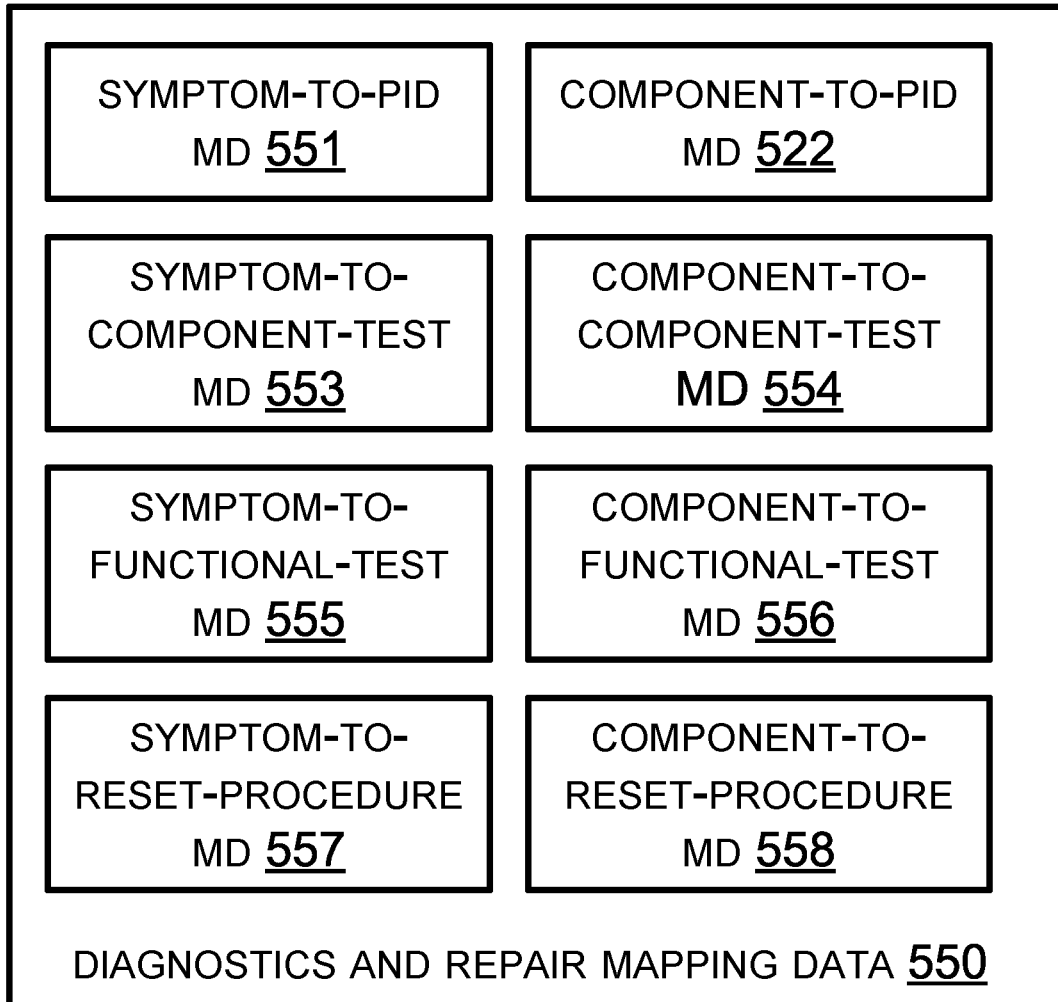 SYMPTOM-TO-PID
MD 551
COMPONENT-TO-PID
MD 522
SYMPTOM-TO-
COMPONENT-TEST
MD 553
COMPONENT-TO-
COMPONENT-TEST
MD 554
SYMPTOM-TO-
FUNCTIONAL-TEST
MD 555
COMPONENT-TO-
FUNCTIONAL-TEST
MD 556
SYMPTOM-TO-
RESET-PROCEDURE
MD 557
COMPONENT-TO-
RESET-PROCEDURE
MD 558
DIAGNOSTICS AND REPAIR MAPPING DATA 550